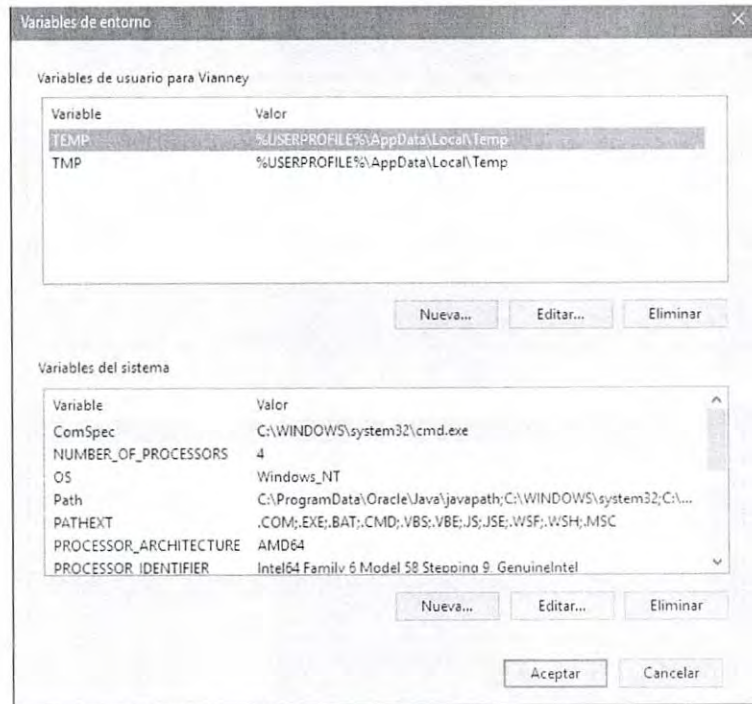 Variables de entorno
Variables de usuario para Vianney
Variable Valor
TEMP %USERPROFILE%\AppData\Local\Temp
TMP %USERPROFILE%\AppData\Local\Temp
Nueva... Editar... Eliminar
Variables del sistema
Variable Valor
ComSpec C:\WINDOWS\system32\cmd.exe
NUMBER_OF_PROCESSORS 4
OS Windows_NT
Path C:\ProgramData\Oracle\Java\javapath;C:\WINDOWS\system32;C:\...
PATHEXT .COM;.EXE;.BAT;.CMD;.VBS;.VBE;.JS;.JSE;.WSF;.WSH;.MSC
PROCESSOR_ARCHITECTURE AMD64
PROCESSOR_IDENTIFIER Intel64 Family 6 Model 58 Stepping 9, GenuineIntel
Nueva... Editar... Eliminar
Aceptar Cancelar